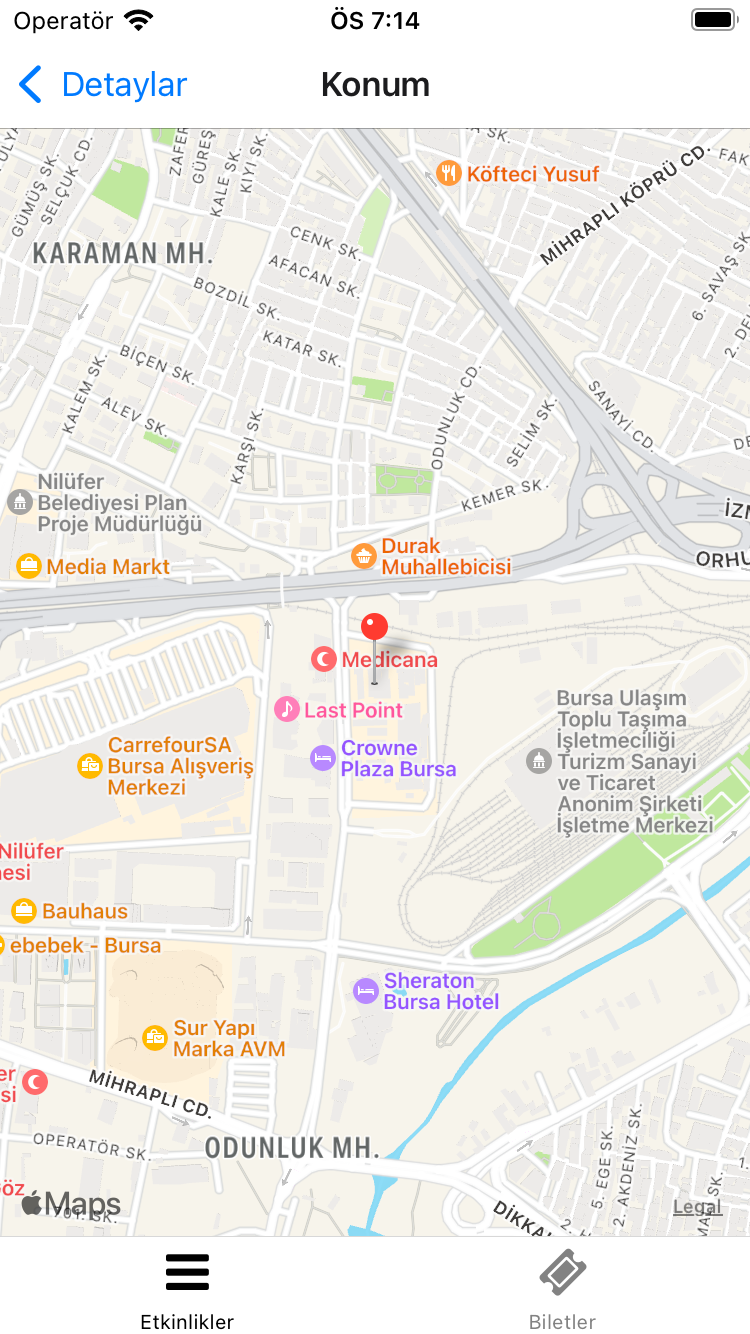 Operatör
ÖS 7:14
Detaylar
Konum
ZAFER
GÜREŞ
KALE SK.
KIYI SK.
GÜMÜŞ SK.
SELÇUK CD.
Köfteci Yusuf
MİHRAPLI KÖPRÜ CD.
KARAMAN MH.
CENK SK.
AFACAN SK.
BOZDİL SK.
6. SAVAŞ SK.
KATAR SK.
BİÇEN SK.
KALEM SK.
ALEV SK.
KARŞI SK.
ODUNLUK CD.
SELİM SK.
SANAYİ CD.
KEMER SK.
Nilüfer
Belediyesi Plan
Proje Müdürlüğü
Media Markt
Durak
Muhallebicisi
Medicana
Last Point
Crowne
Plaza Bursa
CarrefourSA
Bursa Alışveriş
Merkezi
Bursa Ulaşım
Toplu Taşıma
İşletmeciliği
Turizm Sanayi
ve Ticaret
Anonim Şirketi
İşletme Merkezi
Nilüfer
Bauhaus
ebebek - Bursa
Sheraton
Bursa Hotel
Sur Yapı
Marka AVM
MİHRAPLI CD.
OPERATÖR SK.
ODUNLUK MH.
5. EGE SK.
2. AKDENİZ SK.
Maps
Legal
Etkinlikler
Biletler